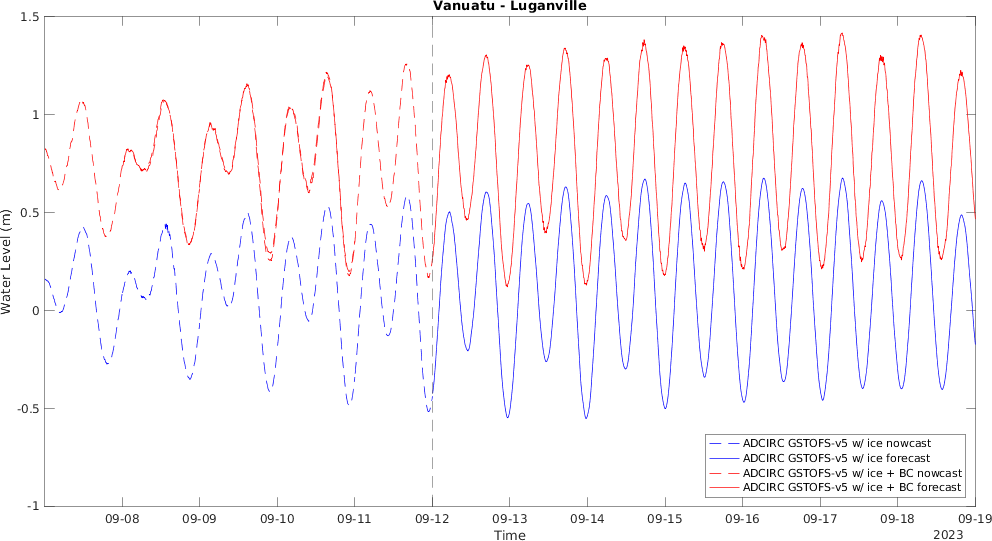 Vanuatu - Luganville
1.5
1
0.5
0
-0.5
-1
Water Level (m)
ADCIRC GSTOFS-v5 w/ ice nowcast
ADCIRC GSTOFS-v5 w/ ice forecast
ADCIRC GSTOFS-v5 w/ ice + BC nowcast
ADCIRC GSTOFS-v5 w/ ice + BC forecast
09-08 09-09 09-10 09-11 09-12 09-13 09-14 09-15 09-16 09-17 09-18 09-19
Time
2023